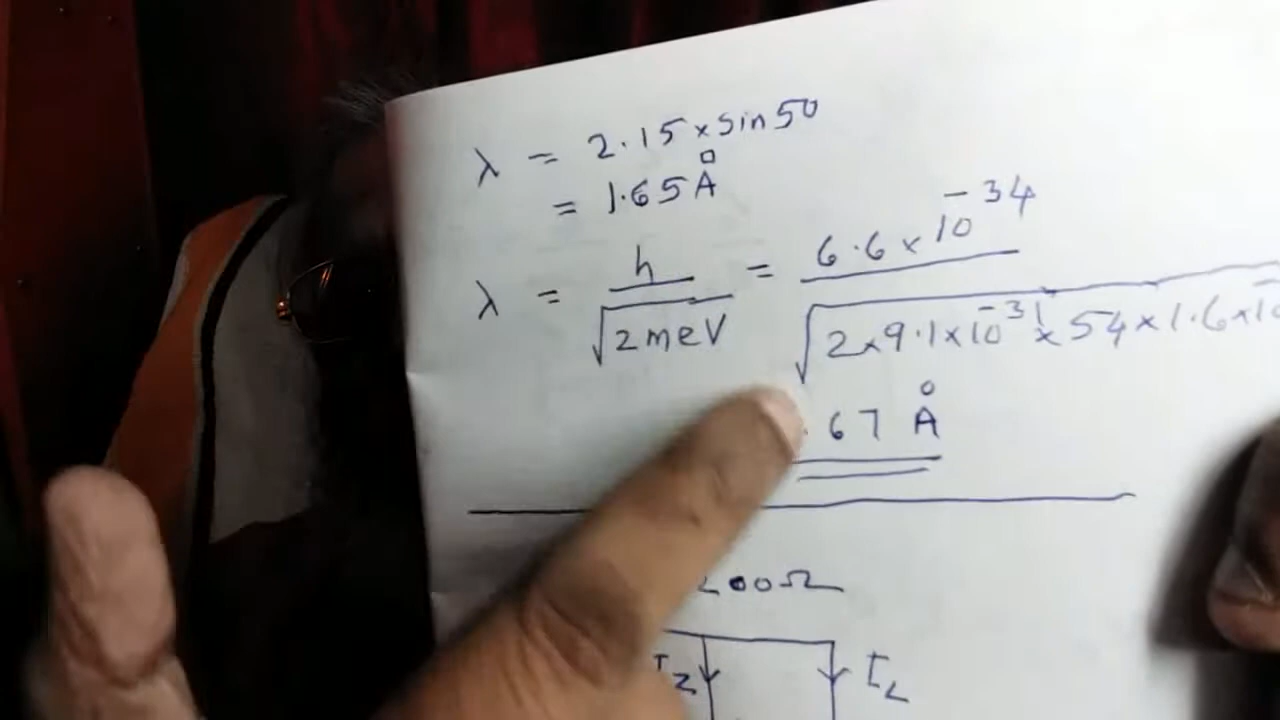 λ = 2.15 × sin 50
= 1.65 Å
λ = h / √2meV = 6.6 × 10⁻³⁴ / √2 × 9.1 × 10⁻³¹ × 54 × 1.6 × 10
.67 Å
200Ω
I_Z I_L